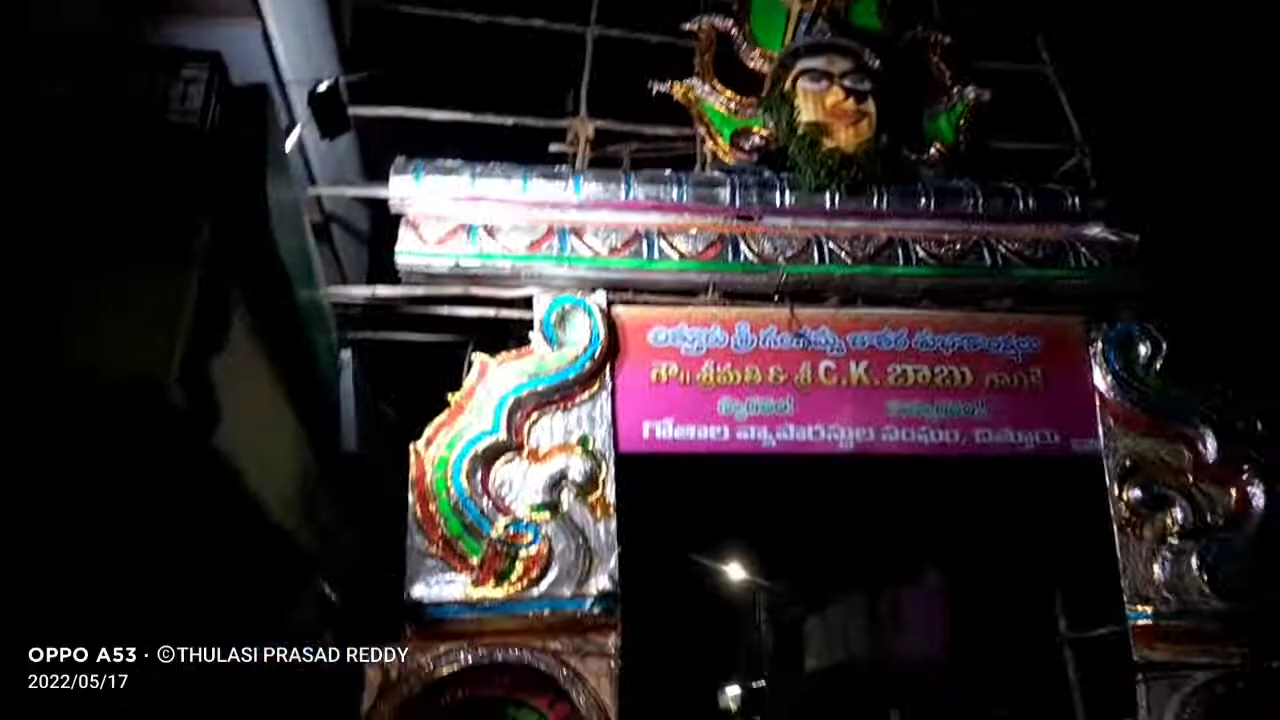 చిత్తూరు శ్రీ గంగమ్మ జాతర శుభాకాంక్షలు
గౌ॥ శ్రీమతి & శ్రీ C.K. బాబు గారికి
గోతాల వ్యాపారస్తుల సంఘం, చిత్తూరు
OPPO A53 · ©THULASI PRASAD REDDY
2022/05/17